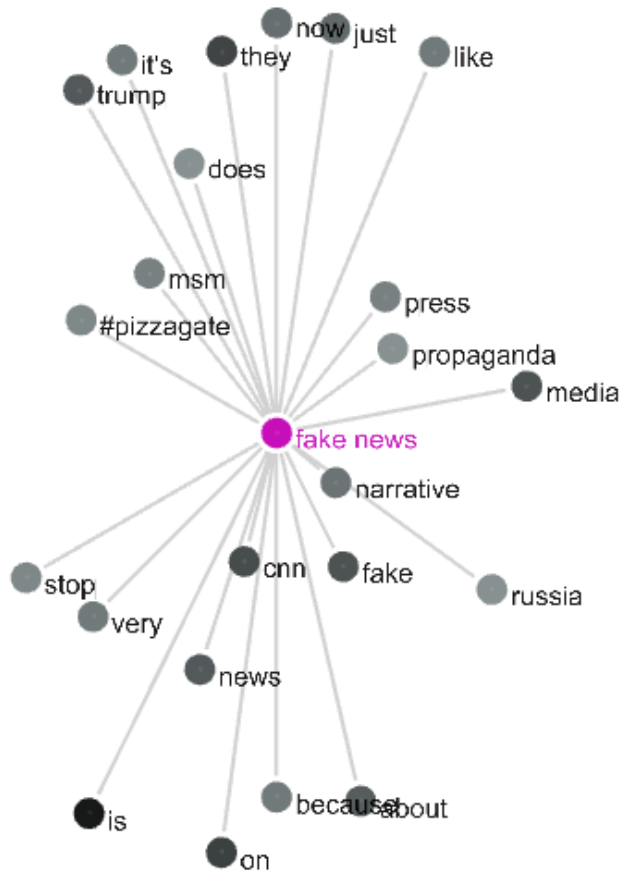 now
just
they
like
it's
trump
does
msm
#pizzagate
press
propaganda
media
fake news
narrative
cnn
fake
stop
russia
very
news
because
about
is
on